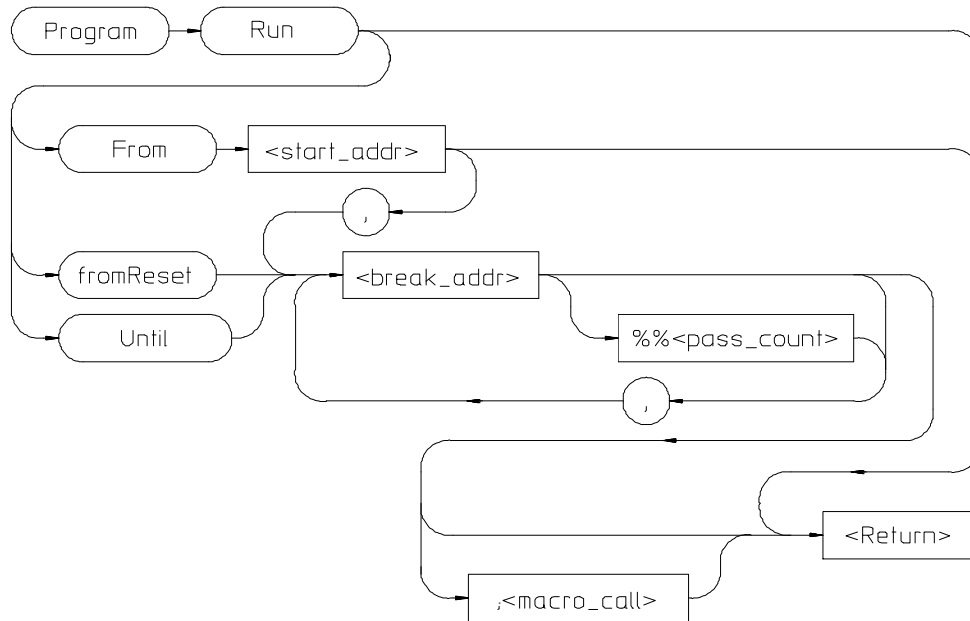 Program Run
From <start_addr>
,
fromReset <break_addr>
Until %%<pass_count>
,
<Return>
;<macro_call>